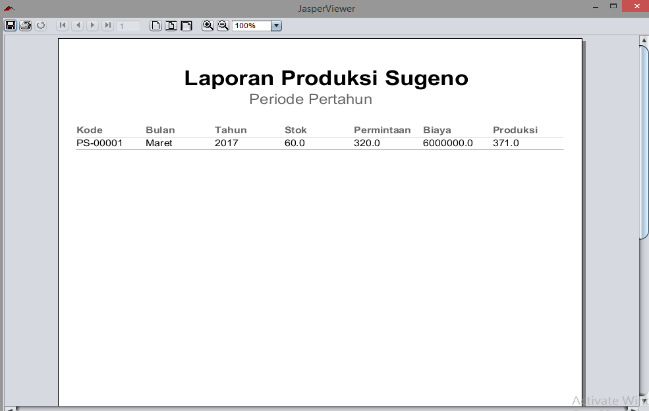 JasperViewer
1
100%
Laporan Produksi Sugeno
Periode Pertahun
Kode Bulan Tahun Stok Permintaan Biaya Produksi
PS-00001 Maret 2017 60.0 320.0 6000000.0 371.0
Activate Wi